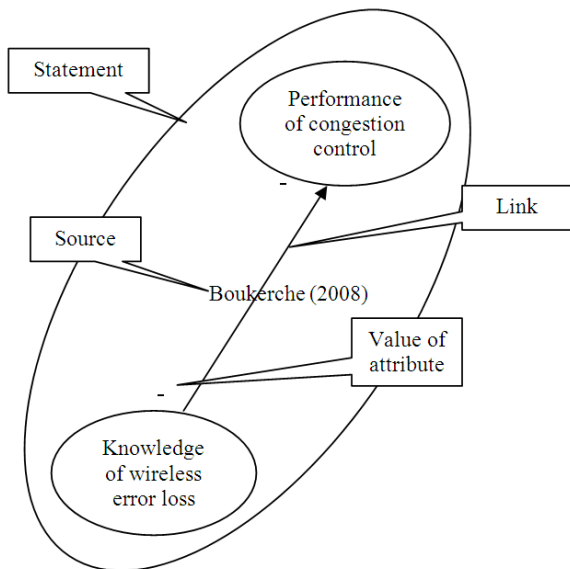 Statement
Performance
of congestion
control
-
Link
Source
Boukerche (2008)
Value of
attribute
-
Knowledge
of wireless
error loss